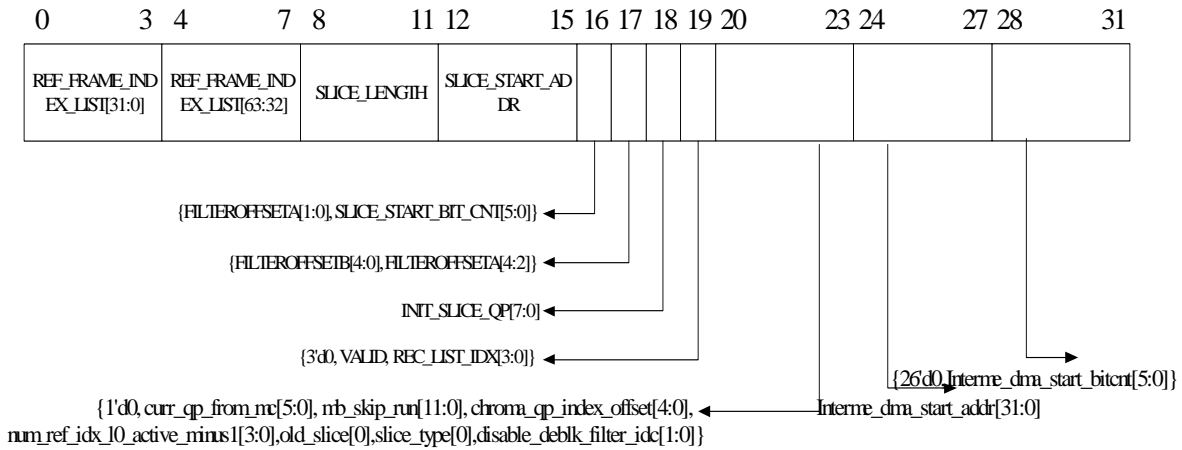 0 3 4 7 8 11 12 15 16 17 18 19 20 23 24 27 28 31
REF_FRAME_IND REF_FRAME_IND SLICE_LENGTH SLICE_START_AD
EX_LIST[31:0] EX_LIST[63:32] DR
{FILTEROFFSETA[1:0], SLICE_START_BIT_CNT[5:0]}
{FILTEROFFSETB[4:0], FILTEROFFSETA[4:2]}
INIT_SLICE_QP[7:0]
{3'd0, VALID, REC_LIST_IDX[3:0]}
{26'd0,Interme_dma_start_bitcnt[5:0]}
{1'd0, curr_qp_from_mc[5:0], mb_skip_run[11:0], chroma_qp_index_offset[4:0], Interme_dma_start_addr[31:0]
num_ref_idx_l0_active_minus1[3:0],old_slice[0],slice_type[0],disable_deblk_filter_idc[1:0]}